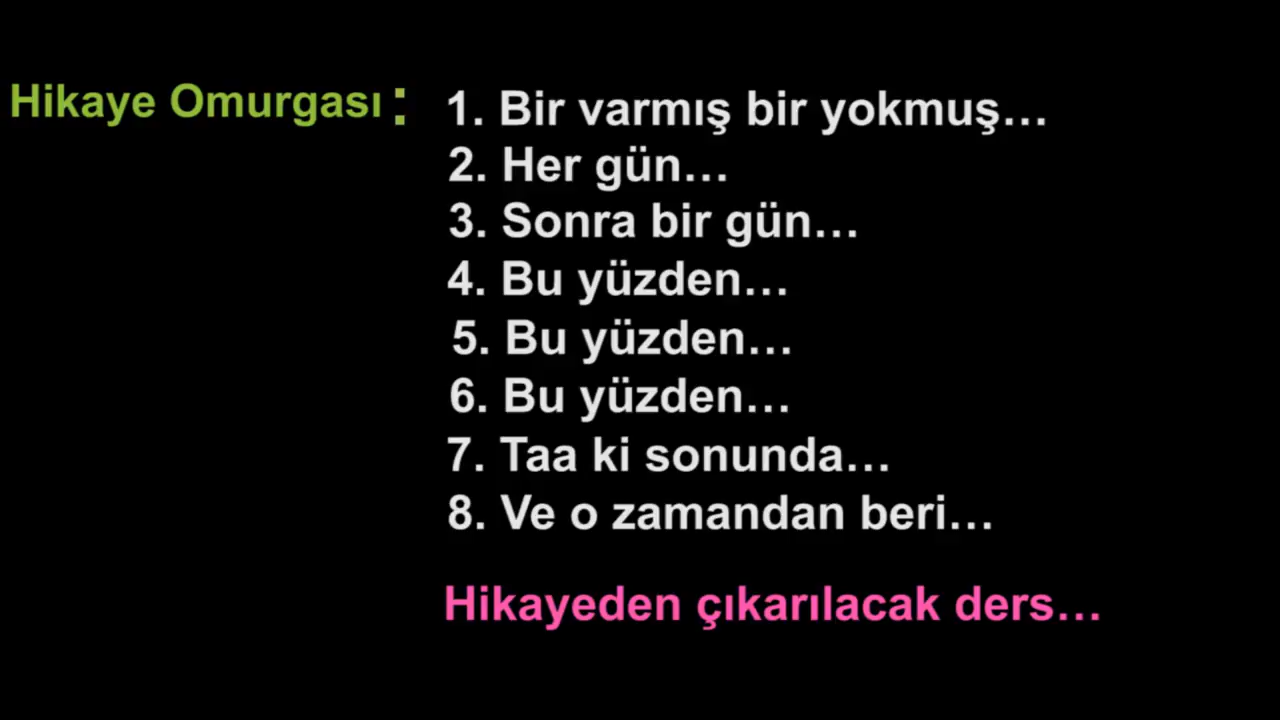 Hikaye Omurgası :
1. Bir varmış bir yokmuş…
2. Her gün…
3. Sonra bir gün…
4. Bu yüzden…
5. Bu yüzden…
6. Bu yüzden…
7. Taa ki sonunda…
8. Ve o zamandan beri…
Hikayeden çıkarılacak ders…